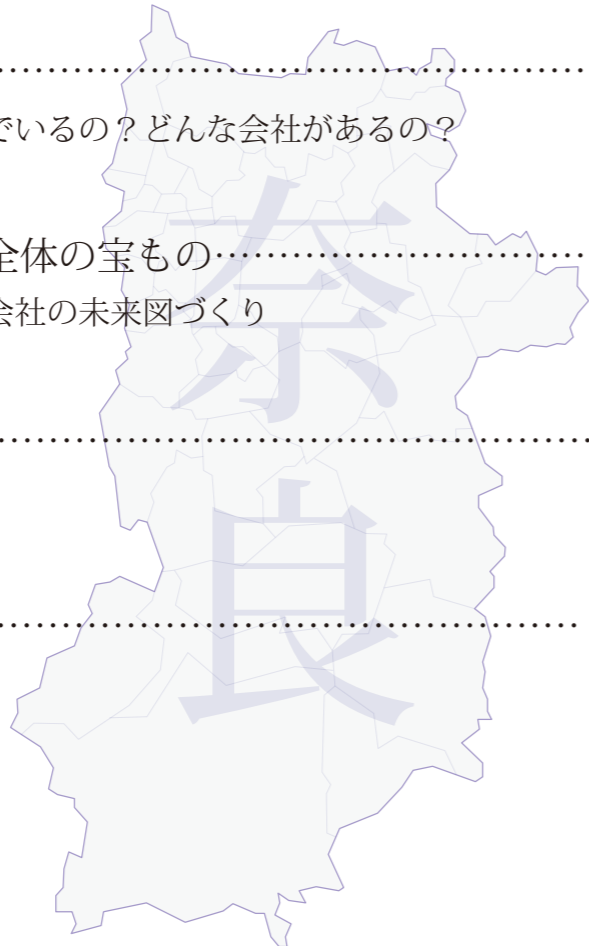 でいるの？どんな会社があるの？
全体の宝もの
会社の未来図づくり
奈
良